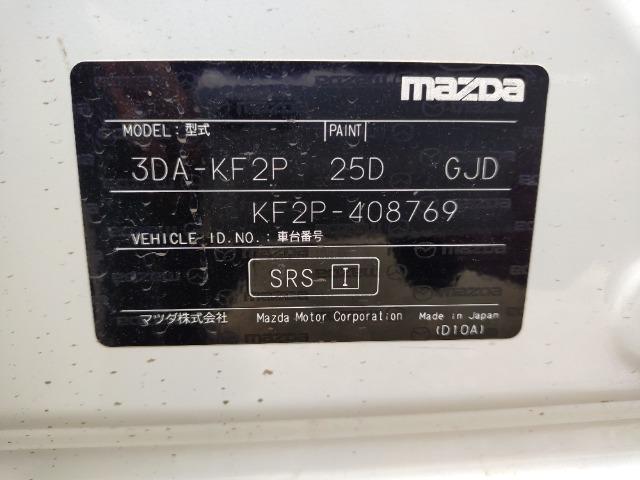 mazda
MODEL : 型式 PAINT
3DA-KF2P 25D GJD
KF2P-408769
VEHICLE ID.NO. : 車台番号
SRS- I
マツダ株式会社 Mazda Motor Corporation Made in Japan
(D10A)